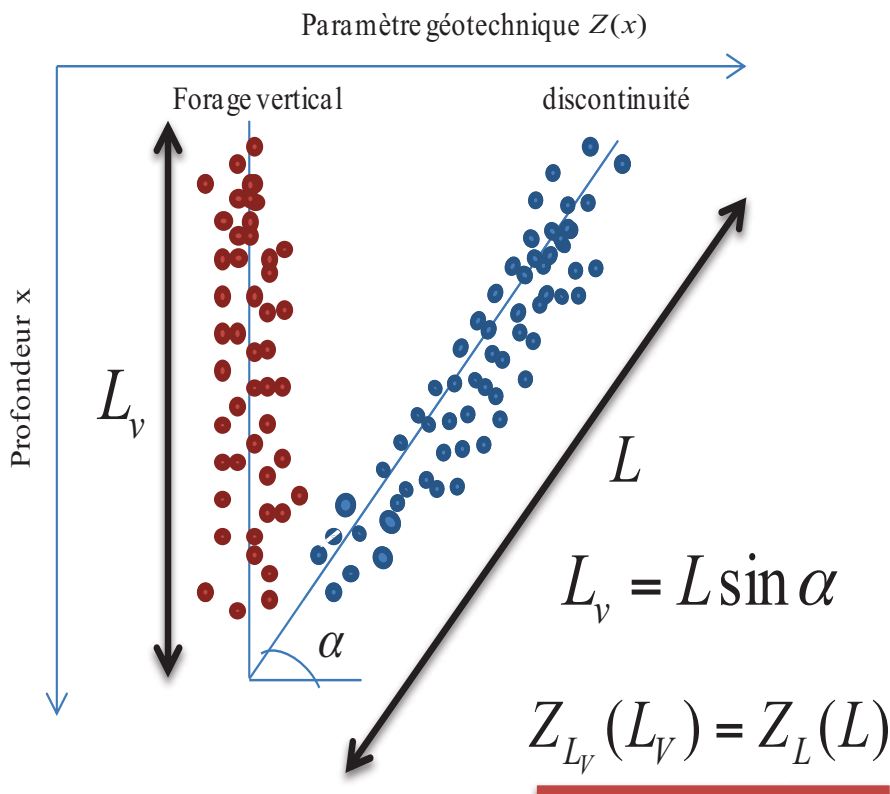 Paramètre géotechnique Z(x)
Forage vertical
discontinuité
Profondeur x
L_v
L
L_v = L sin α
α
Z_{L_V}(L_V) = Z_L(L)